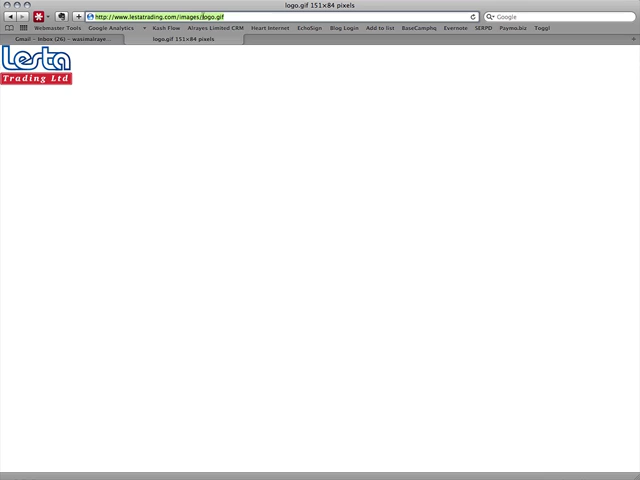 logo.gif 151×84 pixels
http://www.lestatrading.com/images/logo.gif
Google
Webmaster Tools Google Analytics Kash Flow Alrayes Limited CRM Heart Internet EchoSign Blog Login Add to list BaseCamphq Evernote SERPD Paymo.biz Toggl
Gmail - Inbox (26) - wasimalraye... logo.gif 151×84 pixels
Lesta
Trading Ltd